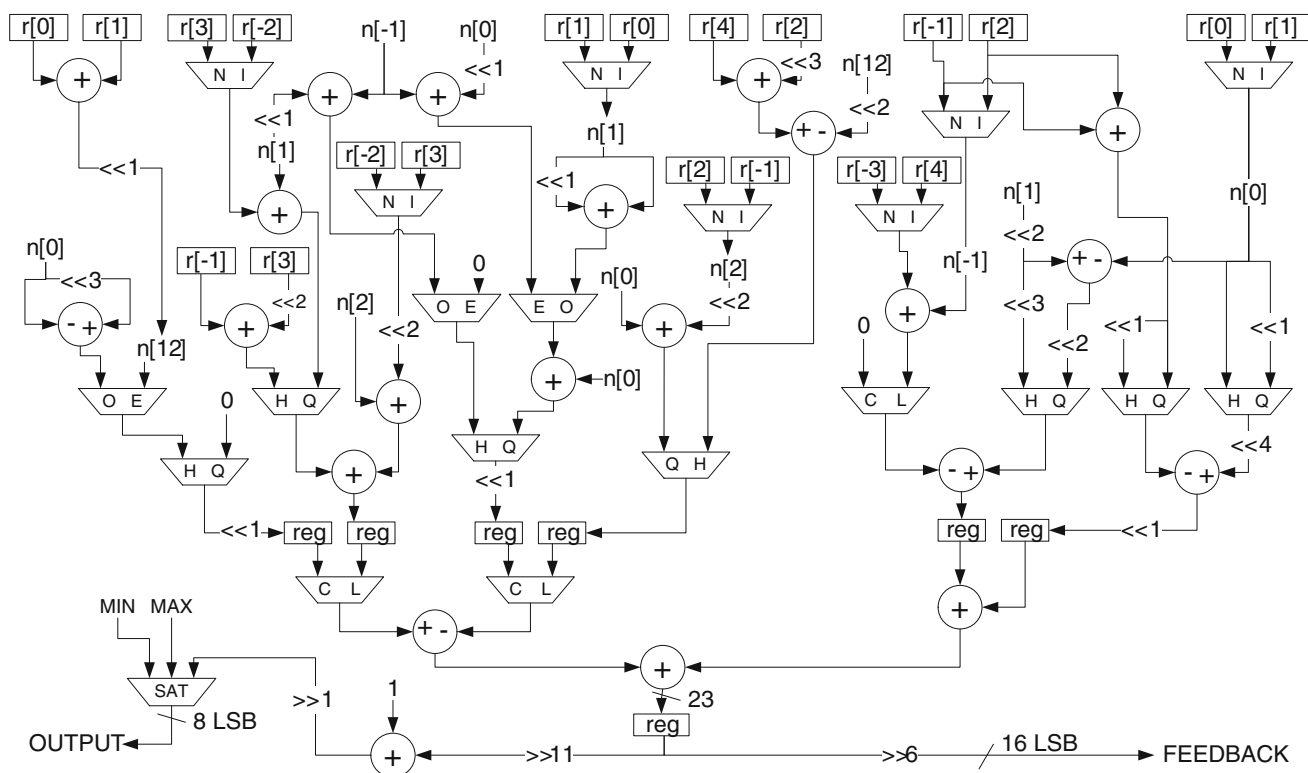 r[0] r[1] r[3] r[-2] n[-1] n[0] r[1] r[0] r[4] r[2] r[-1] r[2] r[0] r[1]
+ N I <<1 N I <<3 n[12] N I
+ + + <<2
<<1 + - N I +
n[1] n[1]
<<1 r[-2] r[3] r[2] r[-1] r[-3] r[4]
<<1 n[1] n[0]
+ N I + N I N I <<2
n[0] n[-1]
<<3 r[-1] r[3] 0 n[0] n[2] + -
<<2 n[2] O E E O <<2 <<3
- + + <<2 + + <<1 <<1
n[12] 0 <<2
+ n[0]
O E H Q + C L H Q H Q H Q
0
H Q H Q Q H <<4
+ - + - +
<<1
<<1 reg reg reg reg reg reg <<1
C L C L
MIN MAX + - +
+
SAT >>1 1 23
8 LSB reg
OUTPUT + >>11 >>6 16 LSB FEEDBACK